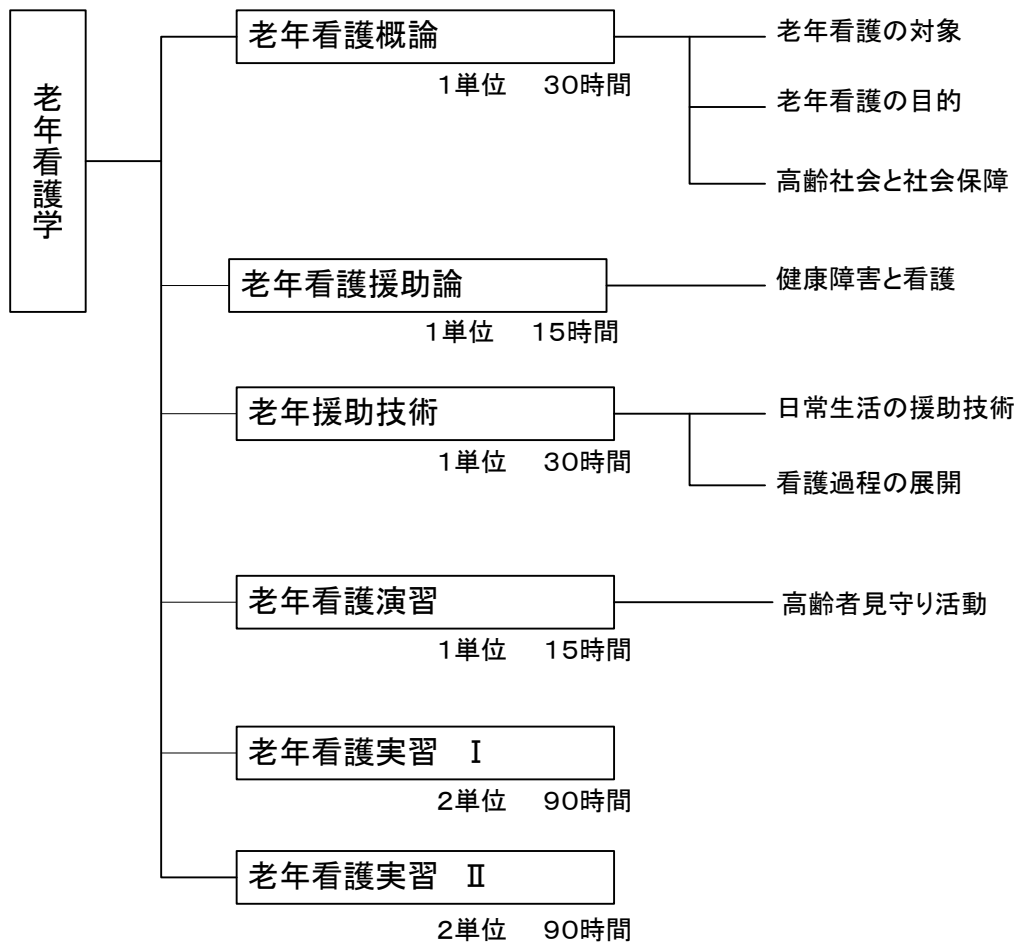 老年看護学
老年看護概論
1単位 30時間
老年看護の対象
老年看護の目的
高齢社会と社会保障
老年看護援助論
1単位 15時間
健康障害と看護
老年援助技術
1単位 30時間
日常生活の援助技術
看護過程の展開
老年看護演習
1単位 15時間
高齢者見守り活動
老年看護実習 Ⅰ
2単位 90時間
老年看護実習 Ⅱ
2単位 90時間